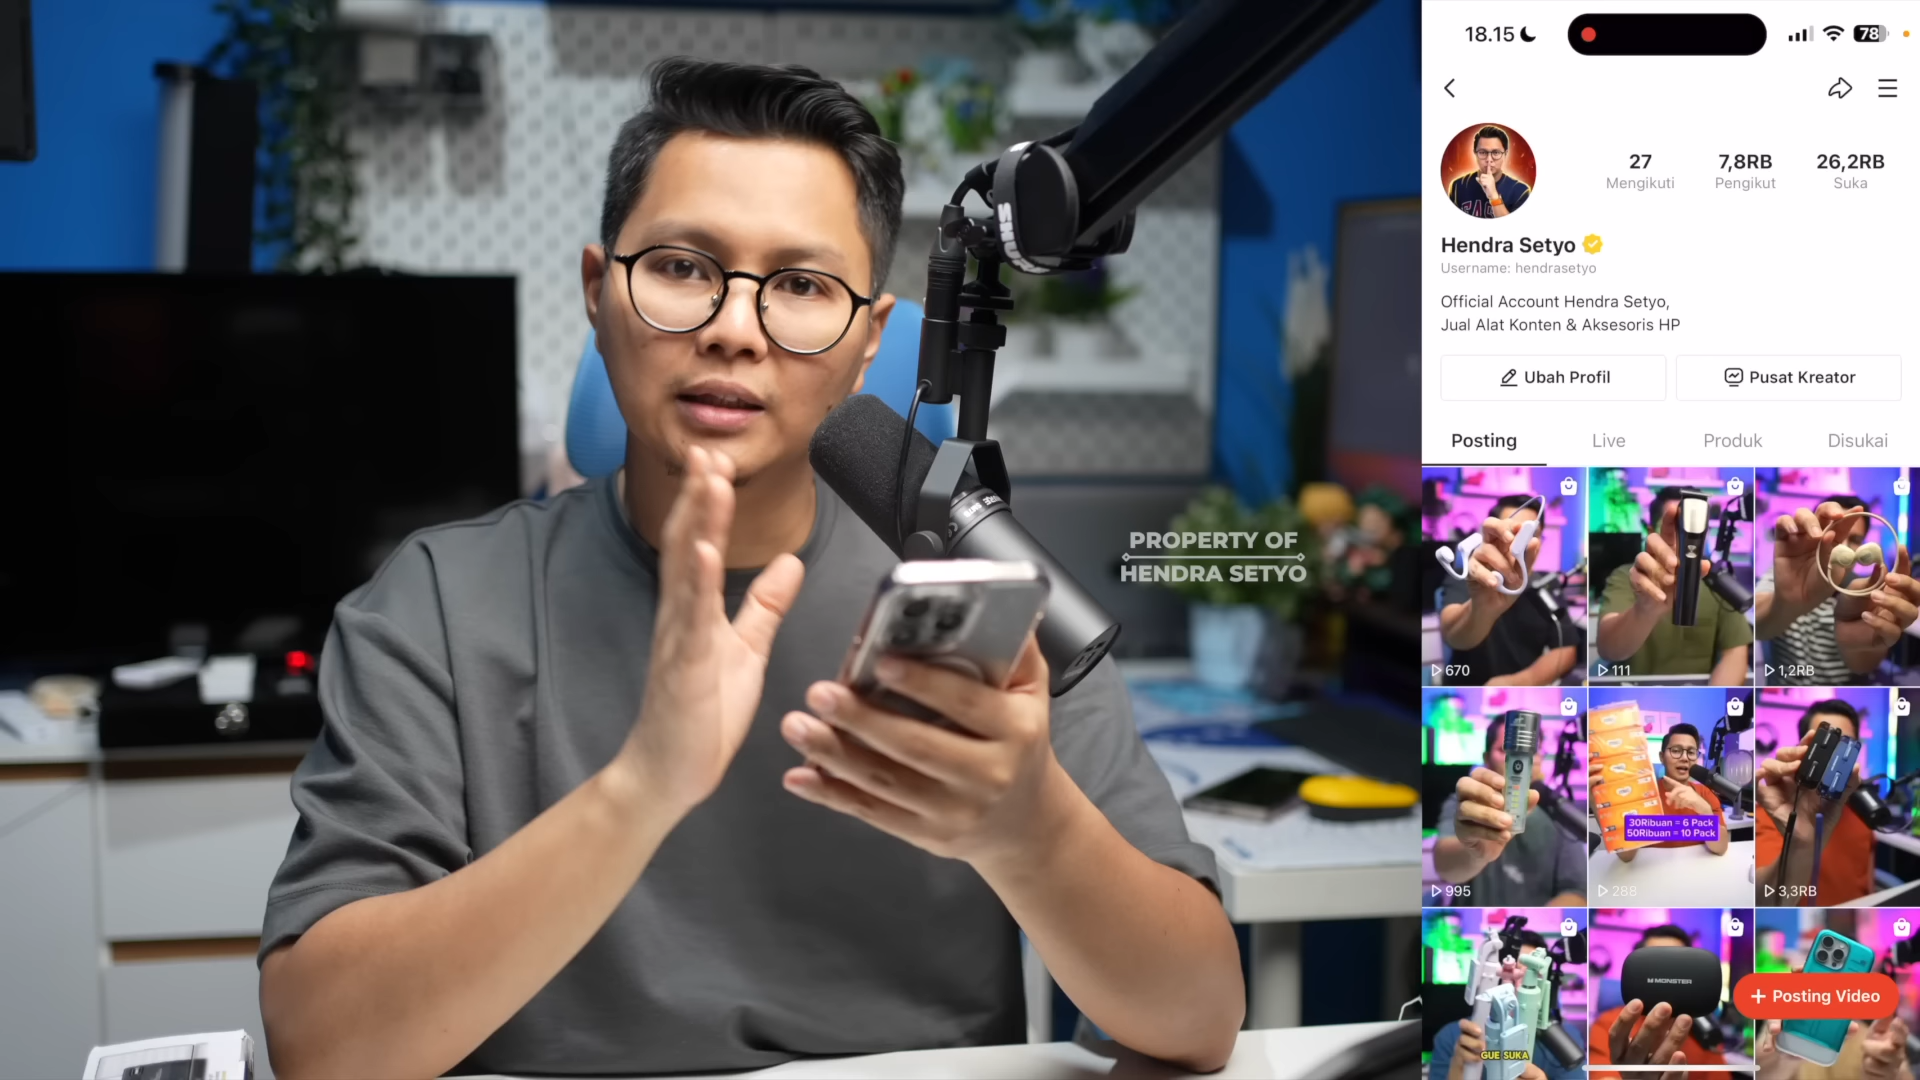 SHURE
SHURE
PROPERTY OF
HENDRA SETYO
18.15
78
27
Mengikuti
7,8RB
Pengikut
26,2RB
Suka
Hendra Setyo
Username: hendrasetyo
Official Account Hendra Setyo,
Jual Alat Konten & Aksesoris HP
Ubah Profil
Pusat Kreator
Posting
Live
Produk
Disukai
670
111
1,2RB
995
30Ribuan = 6 Pack
50Ribuan = 10 Pack
288
3,3RB
GUE SUKA
MONSTER
+ Posting Video